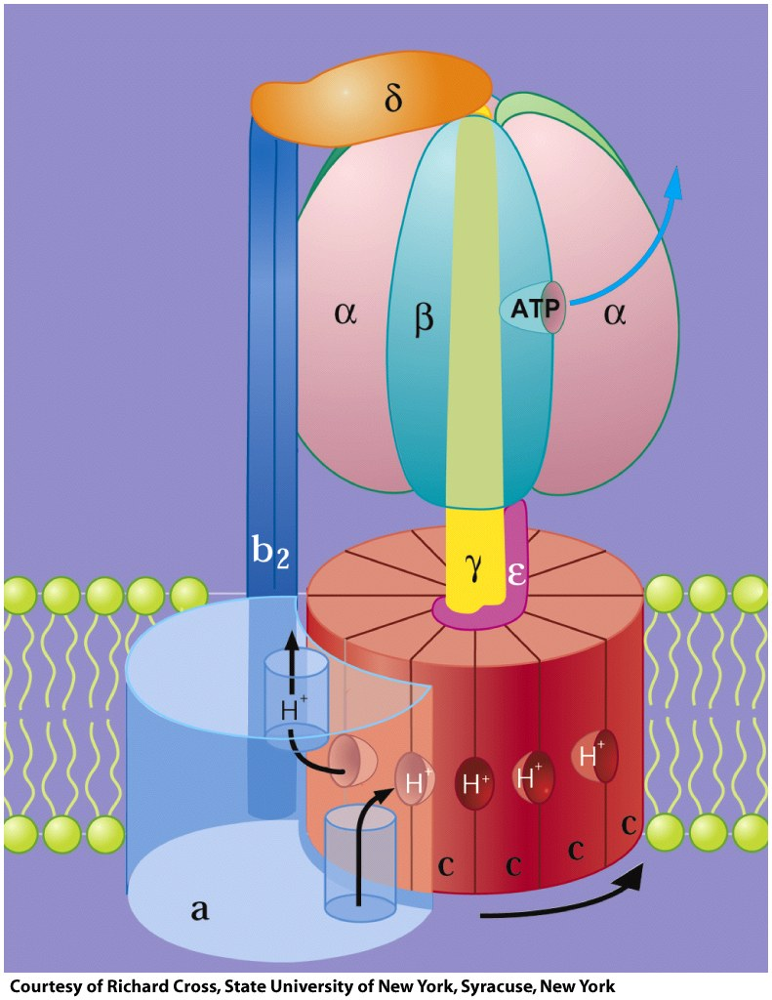 δ
α
β
ATP
α
b₂
γ
ε
H⁺
H⁺
H⁺
H⁺
H⁺
c
c
c
c
a
Courtesy of Richard Cross, State University of New York, Syracuse, New York